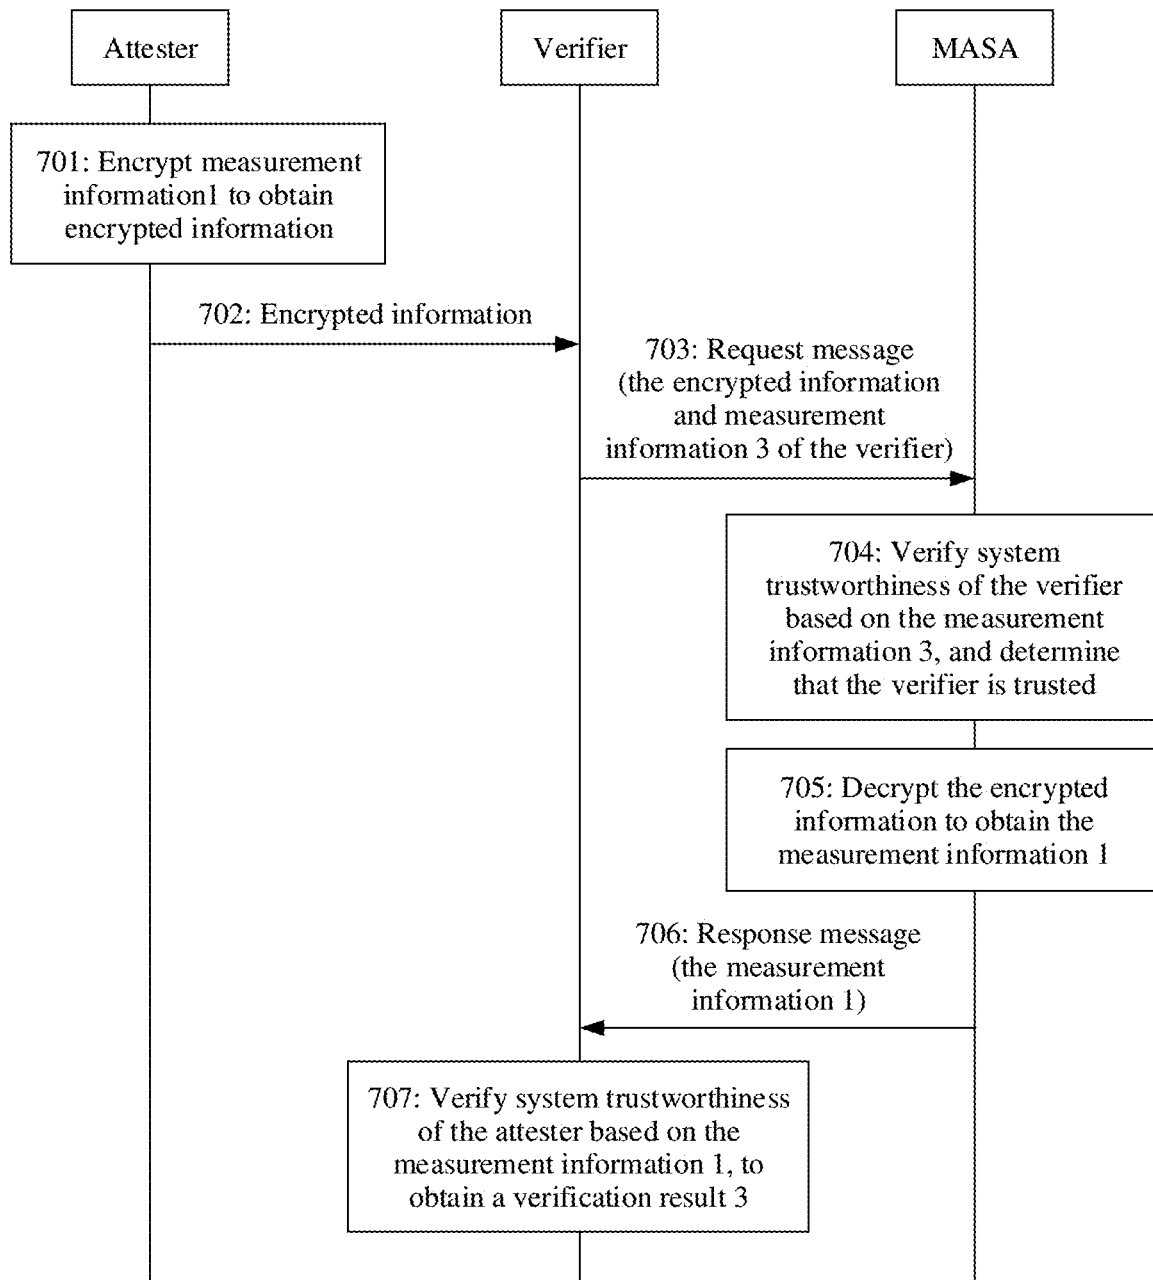 Attester
Verifier
MASA
701: Encrypt measurement
information1 to obtain
encrypted information
702: Encrypted information
703: Request message
(the encrypted information
and measurement
information 3 of the verifier)
704: Verify system
trustworthiness of the verifier
based on the measurement
information 3, and determine
that the verifier is trusted
705: Decrypt the encrypted
information to obtain the
measurement information 1
706: Response message
(the measurement
information 1)
707: Verify system trustworthiness
of the attester based on the
measurement information 1, to
obtain a verification result 3